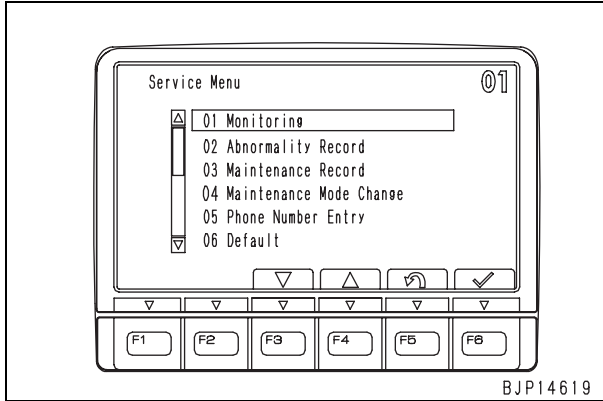 Service Menu 01
01 Monitoring
02 Abnormality Record
03 Maintenance Record
04 Maintenance Mode Change
05 Phone Number Entry
06 Default
F1 F2 F3 F4 F5 F6
BJP14619